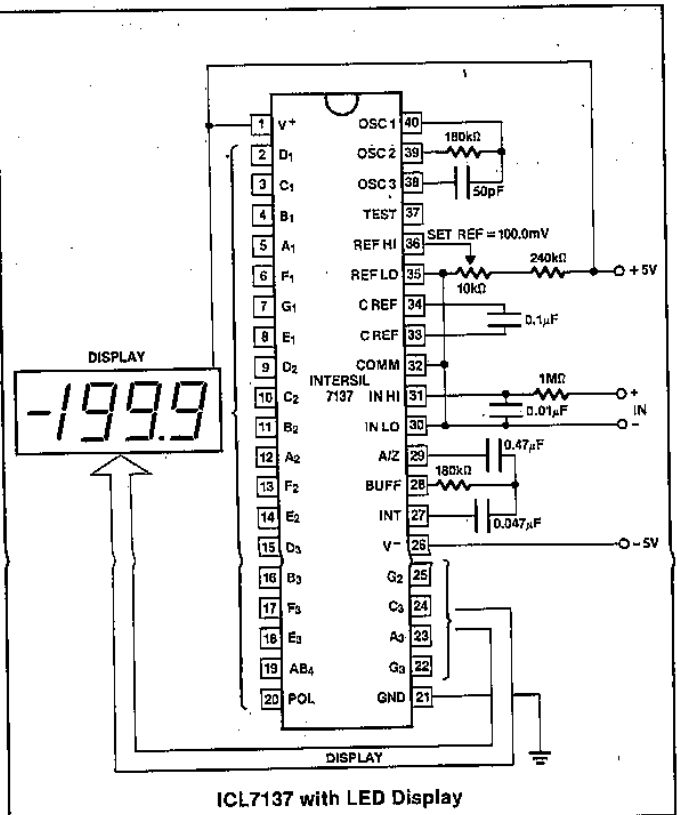 1 V+
2 D1
3 C1
4 B1
5 A1
6 F1
7 G1
8 E1
9 D2
10 C2
11 B2
12 A2
13 F2
14 E2
15 D3
16 B3
17 F3
18 E3
19 AB4
20 POL
INTERSIL
7137
OSC 1 40
OSC 2 39
OSC 3 38
TEST 37
REF HI 36
REF LO 35
C REF 34
C REF 33
COMM 32
IN HI 31
IN LO 30
A/Z 29
BUFF 28
INT 27
V− 26
G2 25
C3 24
A3 23
G3 22
GND 21
180kΩ
50pF
SET REF = 100.0mV
240kΩ
10kΩ
+5V
0.1µF
1MΩ
+
0.01µF
IN
−
0.47µF
180kΩ
0.047µF
−5V
DISPLAY
-199.9
DISPLAY
ICL7137 with LED Display